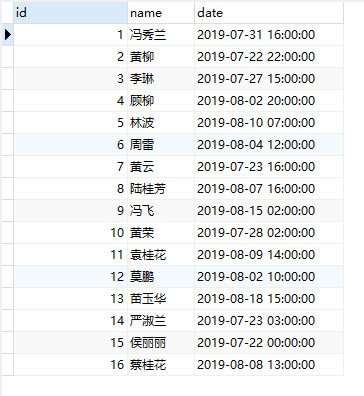 id name date
1 冯秀兰 2019-07-31 16:00:00
2 黄柳 2019-07-22 22:00:00
3 李琳 2019-07-27 15:00:00
4 顾柳 2019-08-02 20:00:00
5 林波 2019-08-10 07:00:00
6 周雷 2019-08-04 12:00:00
7 黄云 2019-07-23 16:00:00
8 陆桂芳 2019-08-07 16:00:00
9 冯飞 2019-08-15 02:00:00
10 黄荣 2019-07-28 02:00:00
11 袁桂花 2019-08-09 14:00:00
12 莫鹏 2019-08-02 10:00:00
13 苗玉华 2019-08-18 15:00:00
14 严淑兰 2019-07-23 03:00:00
15 侯丽丽 2019-07-22 00:00:00
16 蔡桂花 2019-08-08 13:00:00